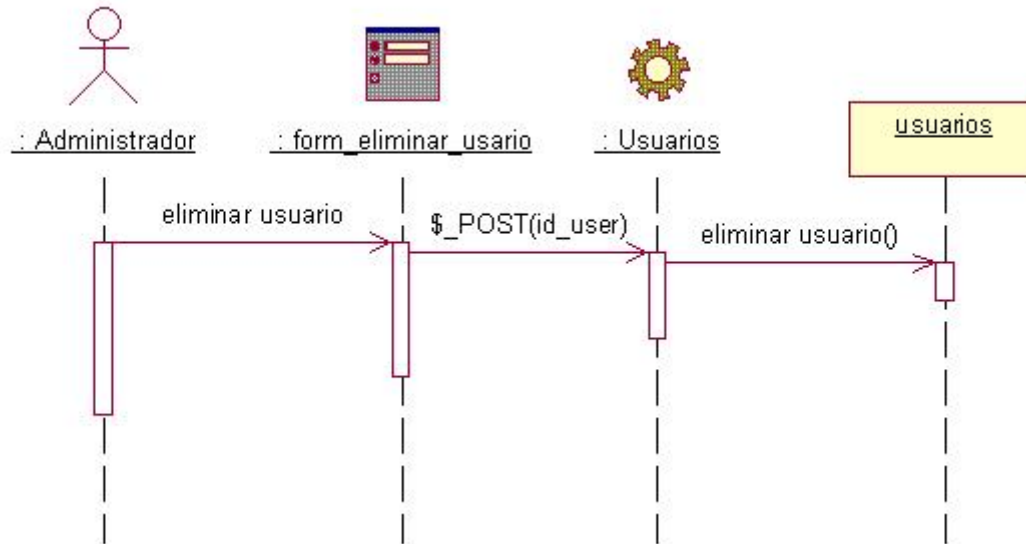 : Administrador
: form_eliminar_usario
: Usuarios
usuarios
eliminar usuario
$_POST(id_user)
eliminar usuario()